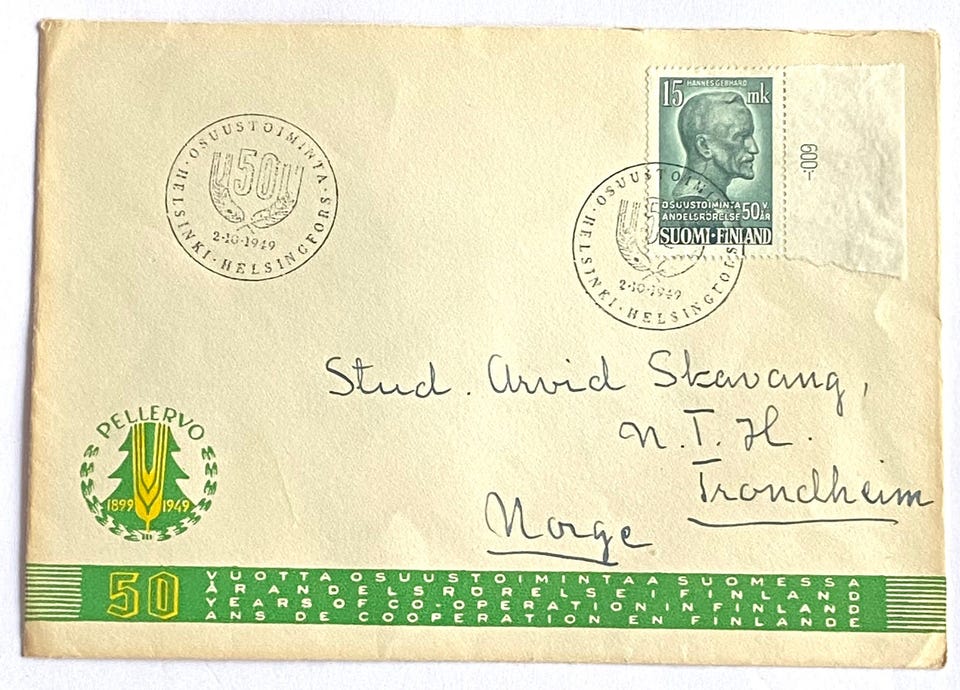 HANNES GEBHARD
15 mk
OSUUSTOIMINTA
ANDELSRÖRELSE
50 V.
ÅR
SUOMI-FINLAND
600:-
OSUUSTOIMINTA · HELSINKI · HELSINGFORS ·
50
2·10·1949
OSUUSTOIMINTA · HELSINKI · HELSINGFORS
50
2·10·1949
Stud. Arvid Skavang,
N.T.H.
Trondheim
Norge
PELLERVO
1899 1949
50
VUOTTA OSUUSTOIMINTAA SUOMESSA
ÅR ANDELSRÖRELSE I FINLAND
YEARS OF CO-OPERATION IN FINLAND
ANS DE COOPERATION EN FINLANDE